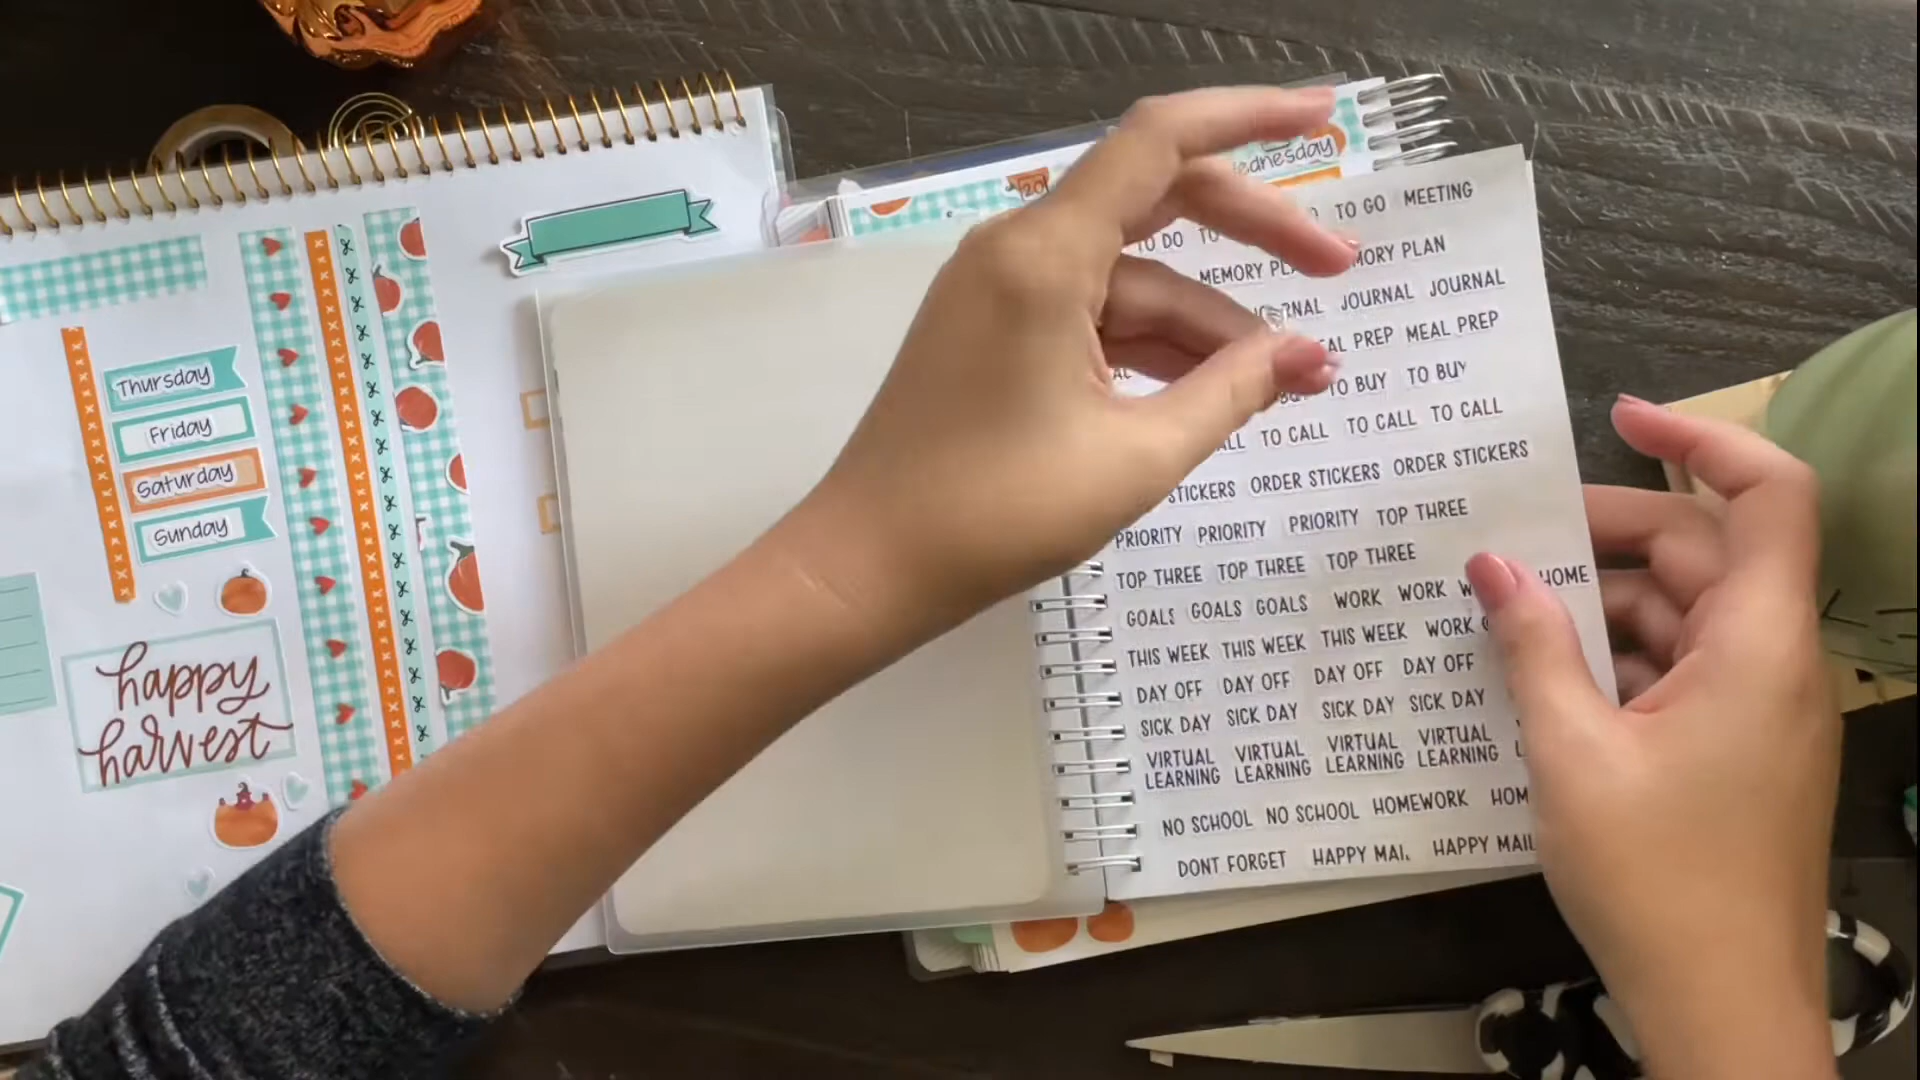 Thursday
Friday
Saturday
Sunday
happy
harvest
20
TO GO MEETING
TO DO
MEMORY PLAN
JOURNAL JOURNAL
MEAL PREP
TO BUY TO BUY
TO CALL TO CALL TO CALL
STICKERS ORDER STICKERS ORDER STICKERS
PRIORITY PRIORITY PRIORITY TOP THREE
TOP THREE TOP THREE TOP THREE
GOALS GOALS GOALS WORK WORK HOME
THIS WEEK THIS WEEK THIS WEEK WORK
DAY OFF DAY OFF DAY OFF DAY OFF
SICK DAY SICK DAY SICK DAY SICK DAY
VIRTUAL VIRTUAL VIRTUAL VIRTUAL
LEARNING LEARNING LEARNING LEARNING
NO SCHOOL NO SCHOOL HOMEWORK
DONT FORGET HAPPY MAIL HAPPY MAIL